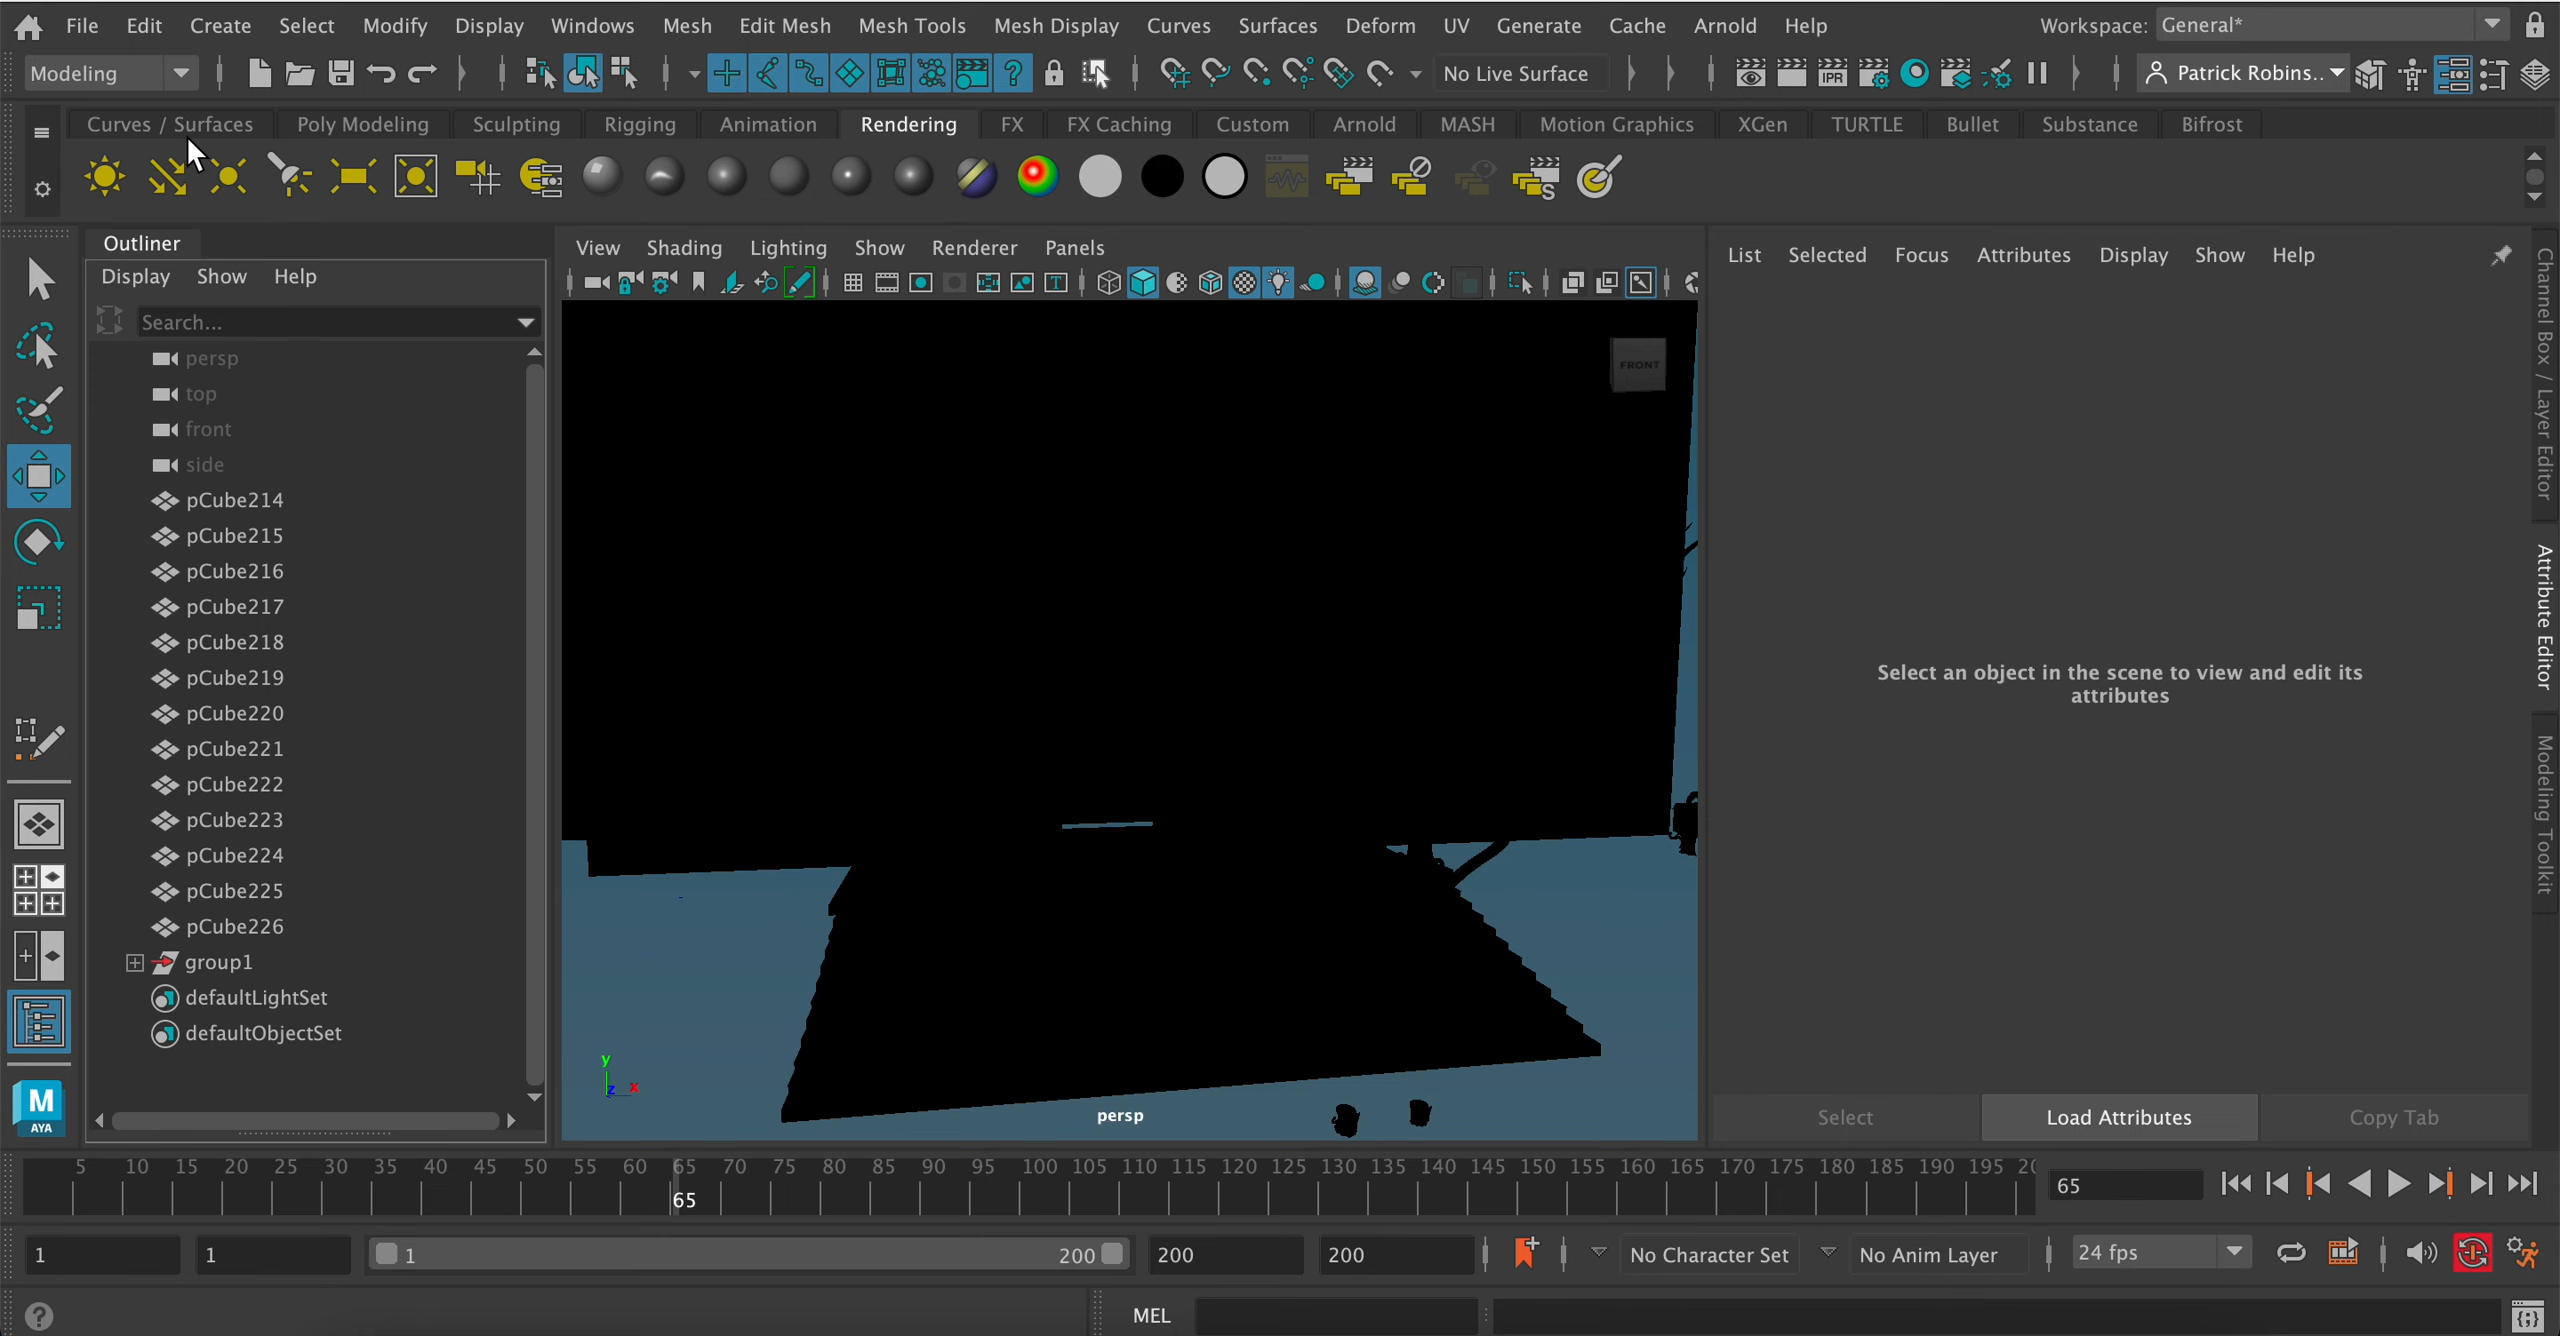 File Edit Create Select Modify Display Windows Mesh Edit Mesh Mesh Tools Mesh Display Curves Surfaces Deform UV Generate Cache Arnold Help Workspace: General*
Modeling IPR No Live Surface Patrick Robins..
Curves / Surfaces Poly Modeling Sculpting Rigging Animation Rendering FX FX Caching Custom Arnold MASH Motion Graphics XGen TURTLE Bullet Substance Bifrost
S
Outliner
Display Show Help
Search...
persp
top
front
side
pCube214
pCube215
pCube216
pCube217
pCube218
pCube219
pCube220
pCube221
pCube222
pCube223
pCube224
pCube225
pCube226
group1
defaultLightSet
defaultObjectSet
M
AYA
View Shading Lighting Show Renderer Panels
FRONT
y
z x
persp
List Selected Focus Attributes Display Show Help
Select an object in the scene to view and edit its
attributes
Select Load Attributes Copy Tab
Channel Box / Layer Editor
Attribute Editor
Modeling Toolkit
5 10 15 20 25 30 35 40 45 50 55 60 65 70 75 80 85 90 95 100 105 110 115 120 125 130 135 140 145 150 155 160 165 170 175 180 185 190 195
65 65
1 1 1 200 200 200 No Character Set No Anim Layer 24 fps
MEL